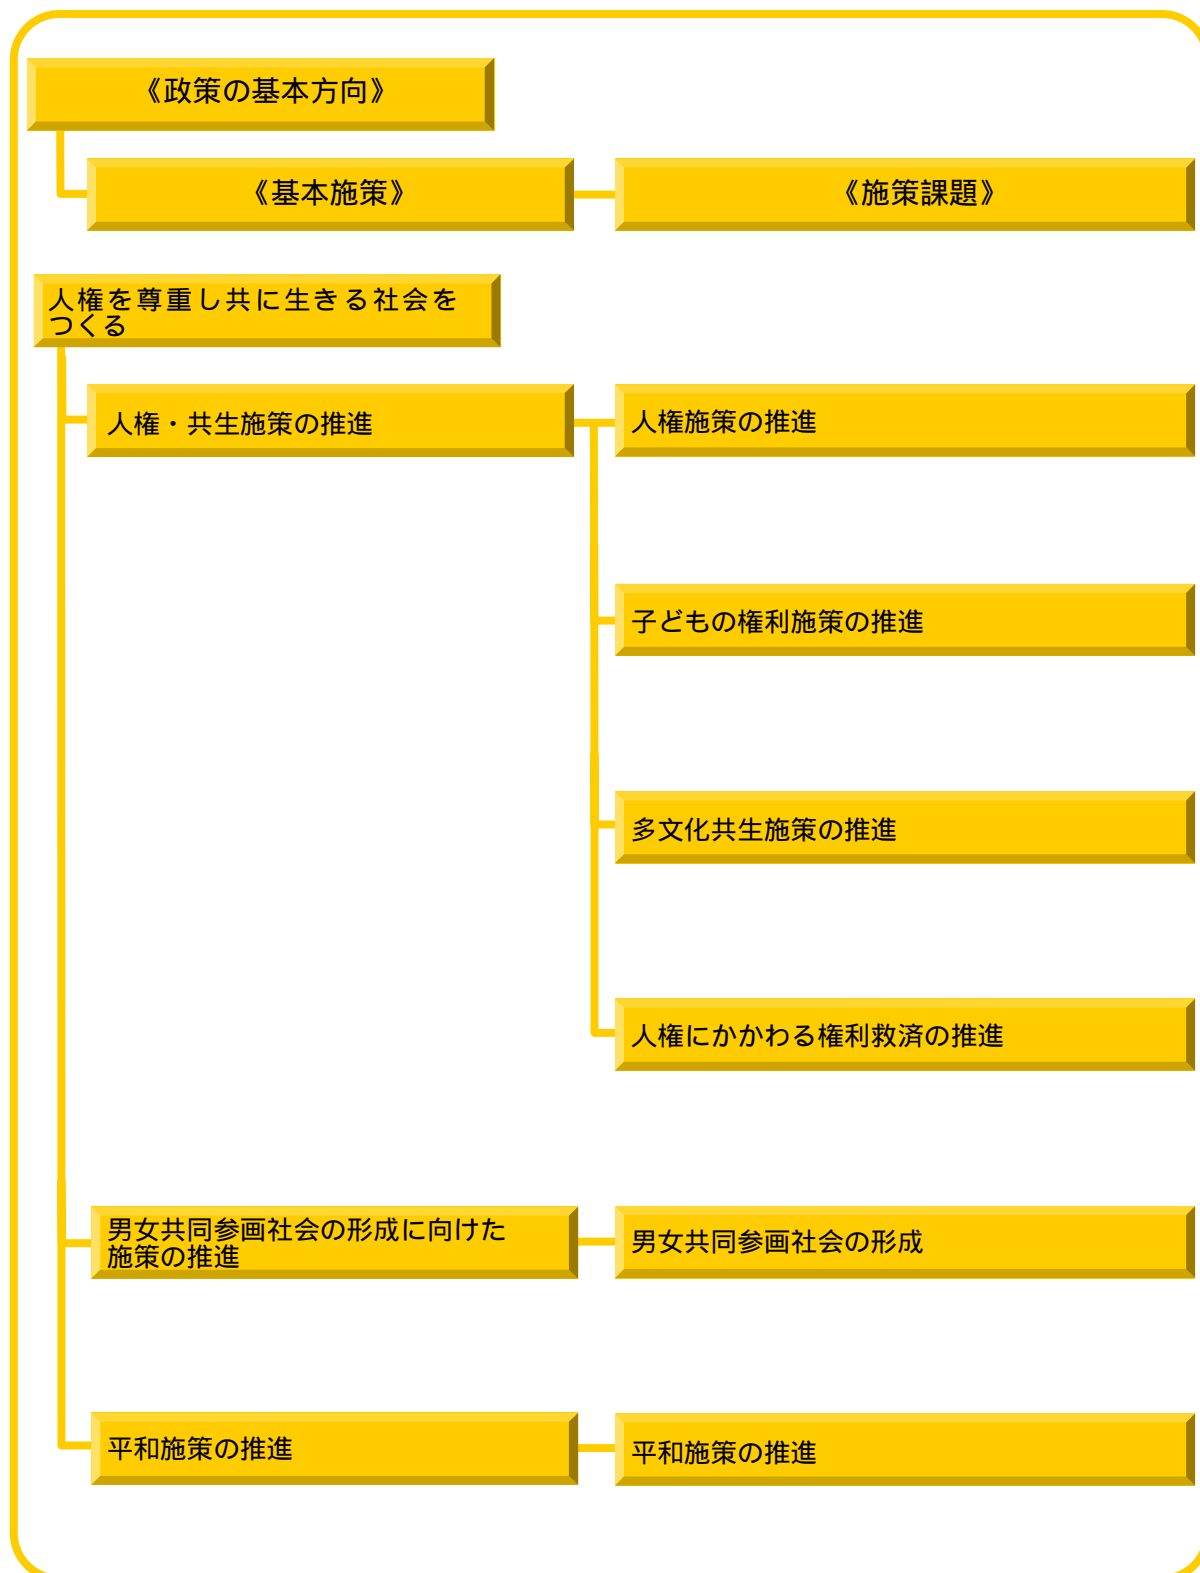 《政策の基本方向》
《基本施策》
《施策課題》
人権を尊重し共に生きる社会を
つくる
人権・共生施策の推進
人権施策の推進
子どもの権利施策の推進
多文化共生施策の推進
人権にかかわる権利救済の推進
男女共同参画社会の形成に向けた
施策の推進
男女共同参画社会の形成
平和施策の推進
平和施策の推進